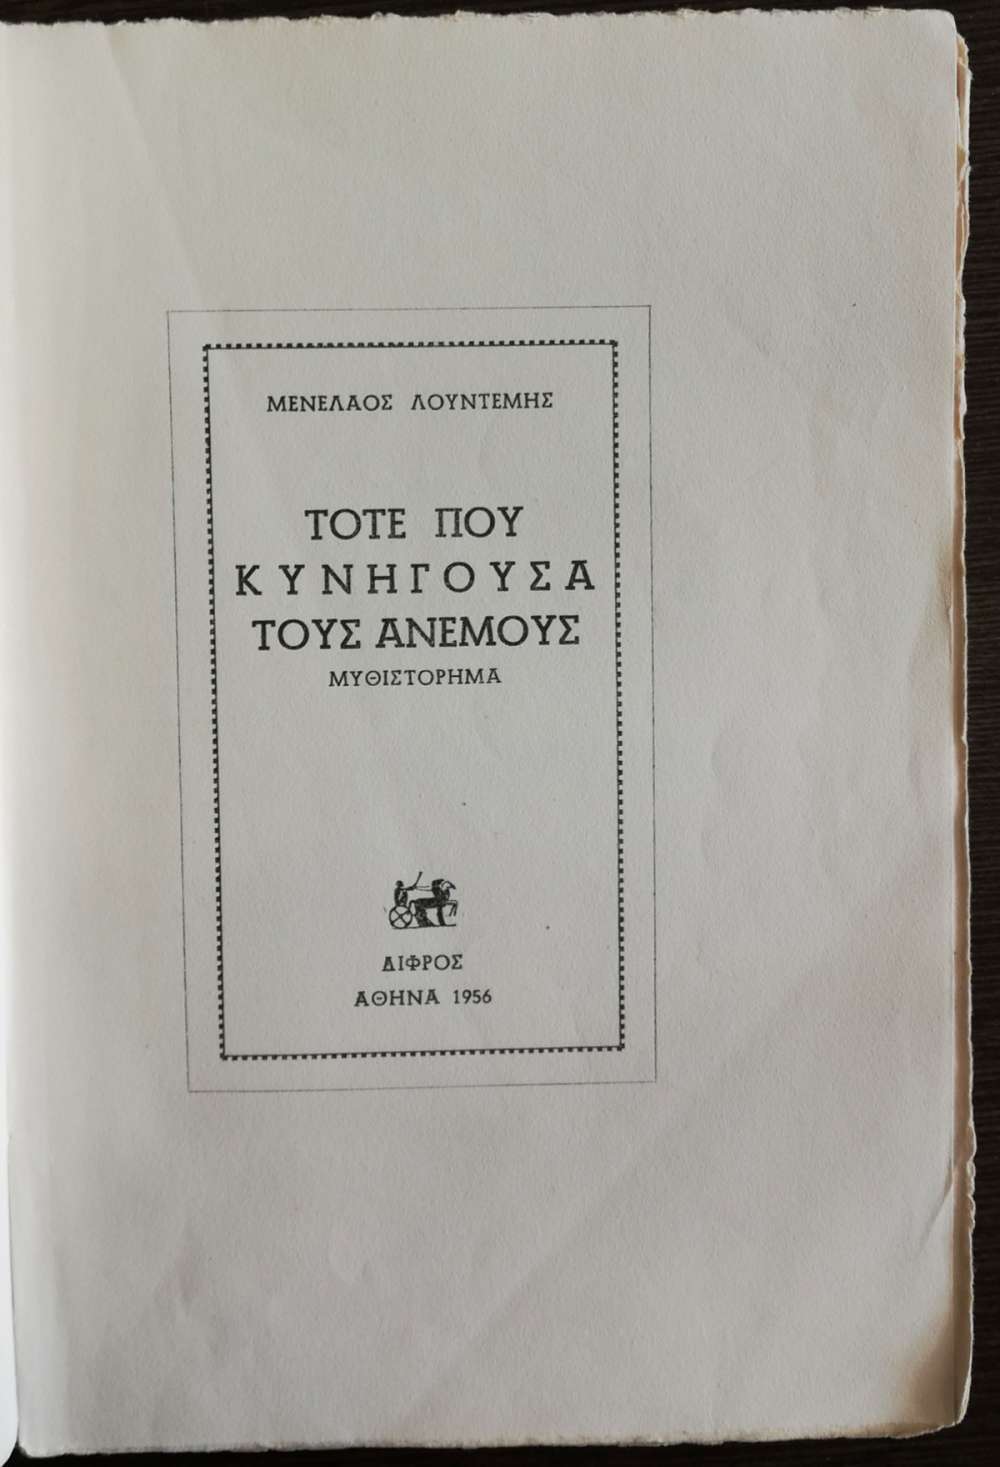 ΜΕΝΕΛΑΟΣ ΛΟΥΝΤΕΜΗΣ
ΤΟΤΕ ΠΟΥ
ΚΥΝΗΓΟΥΣΑ
ΤΟΥΣ ΑΝΕΜΟΥΣ
ΜΥΘΙΣΤΟΡΗΜΑ
ΔΙΦΡΟΣ
ΑΘΗΝΑ 1956